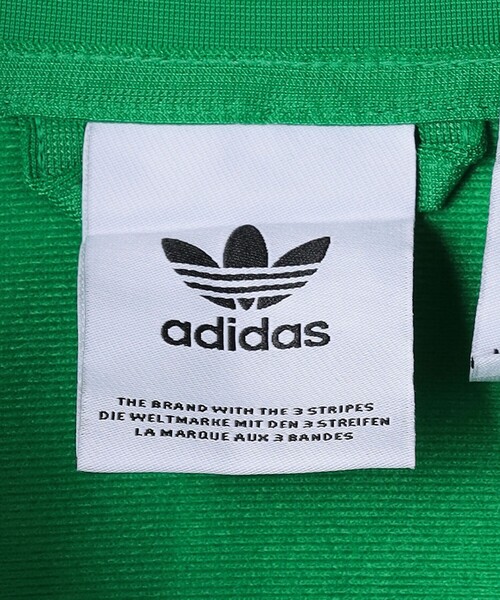 adidas
THE BRAND WITH THE 3 STRIPES
DIE WELTMARKE MIT DEN 3 STREIFEN
LA MARQUE AUX 3 BANDES